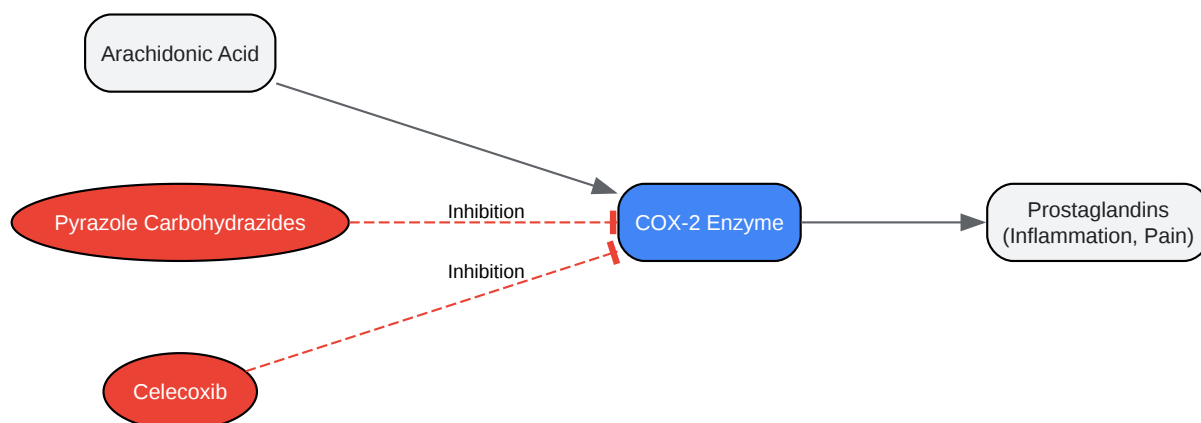 Arachidonic Acid
Pyrazole Carbohydrazides
Inhibition
COX-2 Enzyme
Prostaglandins
(Inflammation, Pain)
Inhibition
Celecoxib